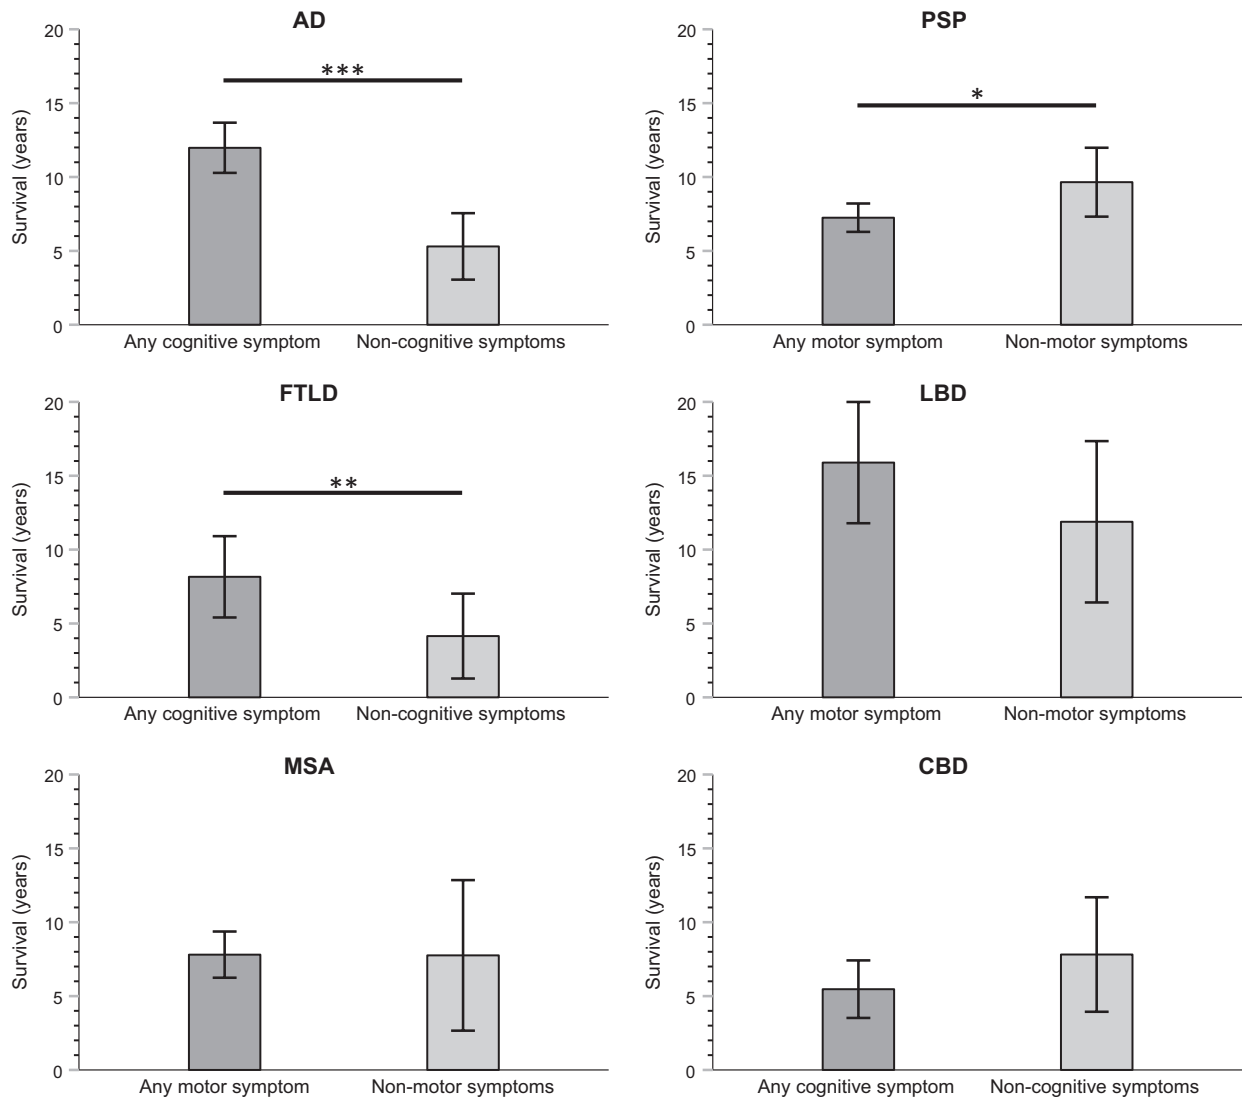 AD
20
15
10
5
0
Survival (years)
***
Any cognitive symptom
Non-cognitive symptoms
PSP
20
15
10
5
0
Survival (years)
*
Any motor symptom
Non-motor symptoms
FTLD
20
15
10
5
0
Survival (years)
**
Any cognitive symptom
Non-cognitive symptoms
LBD
20
15
10
5
0
Survival (years)
Any motor symptom
Non-motor symptoms
MSA
20
15
10
5
0
Survival (years)
Any motor symptom
Non-motor symptoms
CBD
20
15
10
5
0
Survival (years)
Any cognitive symptom
Non-cognitive symptoms